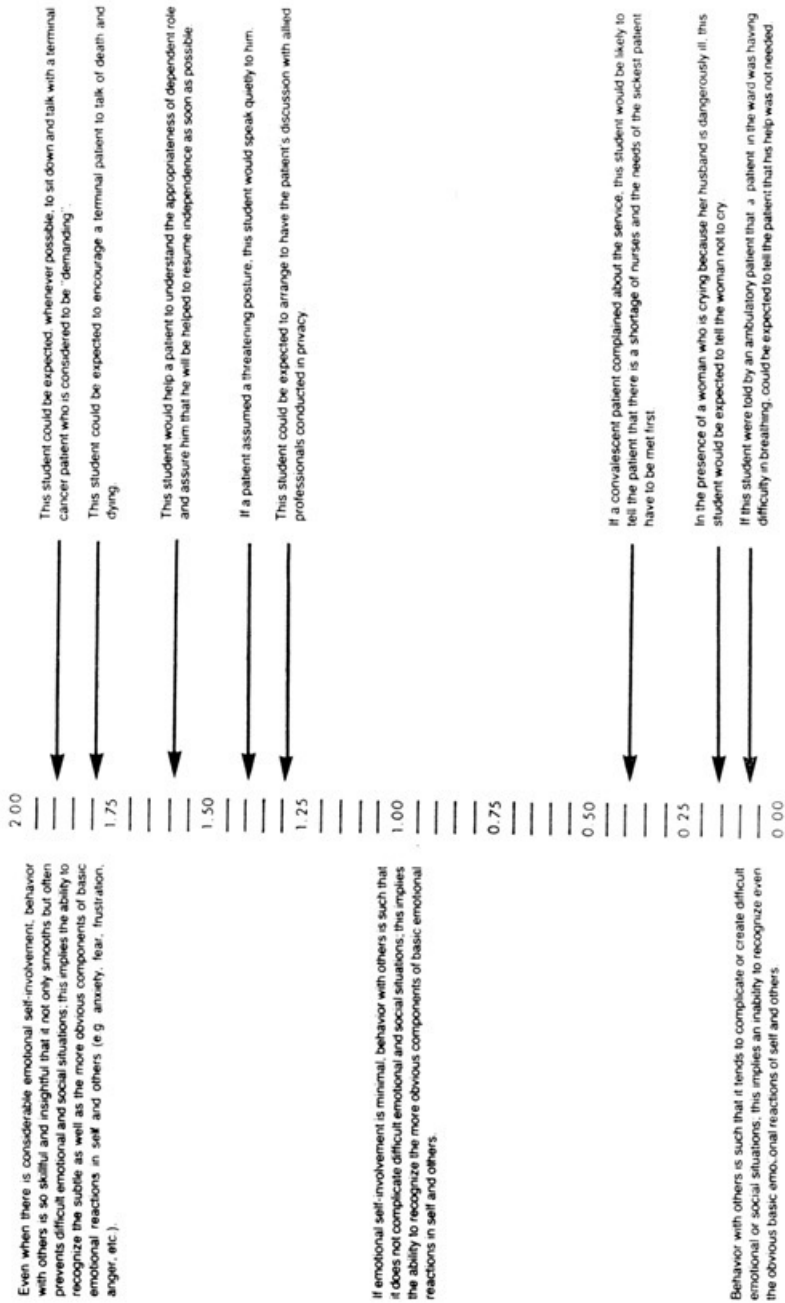 Even when there is considerable emotional self-involvement, behavior
with others is so skillful and insightful that it not only smooths but often
prevents difficult emotional and social situations; this implies the ability to
recognize the subtle as well as the more obvious components of basic
emotional reactions in self and others (e.g. anxiety, fear, frustration,
anger, etc.).
If emotional self-involvement is minimal, behavior with others is such that
it does not complicate difficult emotional and social situations; this implies
the ability to recognize the more obvious components of basic emotional
reactions in self and others.
Behavior with others is such that it tends to complicate or create difficult
emotional or social situations; this implies an inability to recognize even
the obvious basic emotional reactions of self and others.
2.00
1.75
1.50
1.25
1.00
0.75
0.50
0.25
0.00
This student could be expected, whenever possible, to sit down and talk with a terminal
cancer patient who is considered to be "demanding".
This student could be expected to encourage a terminal patient to talk of death and
dying.
This student would help a patient to understand the appropriateness of dependent role
and assure him that he will be helped to resume independence as soon as possible.
If a patient assumed a threatening posture, this student would speak quietly to him.
This student could be expected to arrange to have the patient's discussion with allied
professionals conducted in privacy.
If a convalescent patient complained about the service, this student would be likely to
tell the patient that there is a shortage of nurses and the needs of the sickest patient
have to be met first.
In the presence of a woman who is crying because her husband is dangerously ill, this
student would be expected to tell the woman not to cry.
If this student were told by an ambulatory patient that a patient in the ward was having
difficulty in breathing, could be expected to tell the patient that his help was not needed.